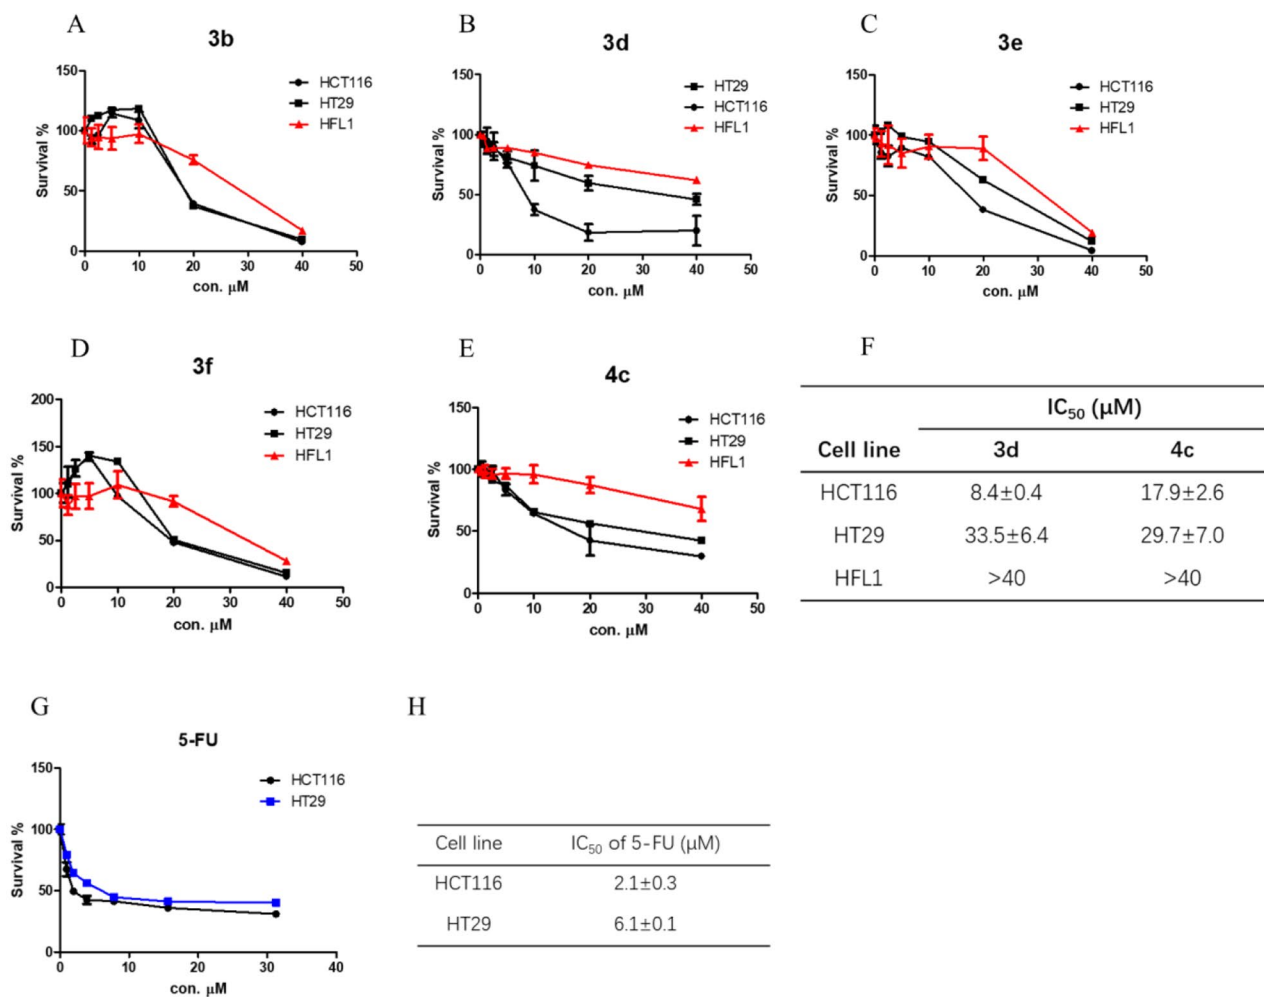 A
3b
150
100
50
0
Survival %
0 10 20 30 40 50
con. μM
HCT116
HT29
HFL1
B
3d
150
100
50
0
Survival %
0 10 20 30 40 50
con. μM
HT29
HCT116
HFL1
C
3e
150
100
50
0
Survival %
0 10 20 30 40 50
con. μM
HCT116
HT29
HFL1
D
3f
200
150
100
50
0
Survival %
0 10 20 30 40 50
con. μM
HCT116
HT29
HFL1
E
4c
150
100
50
0
Survival %
0 10 20 30 40 50
con. μM
HCT116
HT29
HFL1
F
IC₅₀ (μM)
Cell line 3d 4c
HCT116 8.4±0.4 17.9±2.6
HT29 33.5±6.4 29.7±7.0
HFL1 >40 >40
G
5-FU
150
100
50
0
Survival %
0 10 20 30 40
con. μM
HCT116
HT29
H
Cell line IC₅₀ of 5-FU (μM)
HCT116 2.1±0.3
HT29 6.1±0.1